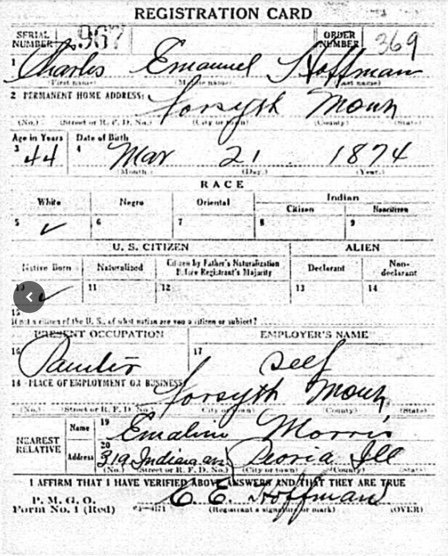 REGISTRATION CARD
SERIAL NUMBER 967 ORDER NUMBER 369
1 Charles Emanuel Hoffman
(First name) (Middle name) (Last name)
2 PERMANENT HOME ADDRESS:
Forsyth Mont
(No.) (Street or R. F. D. No.) (City or town) (County) (State)
Age in Years Date of Birth
3 44 4 Mar 21 1874
(Month.) (Day.) (Year.)
RACE
White Negro Oriental Indian
Citizen Noncitizen
5 ✓ 6 7 8 9
U. S. CITIZEN ALIEN
Native Born Naturalized Citizen by Father's Naturalization Before Registrant's Majority Declarant Non-declarant
10 ✓ 11 12 13 14
15
If not a citizen of the U. S., of what nation are you a citizen or subject?
PRESENT OCCUPATION EMPLOYER'S NAME
16 Painter 17 Self
18 PLACE OF EMPLOYMENT OR BUSINESS:
Forsyth Mont
(No.) (Street or R. F. D. No.) (City or town) (County) (State)
NEAREST RELATIVE Name 19 Emaline Morris
Address 20 319 Indiana av Peoria Ill
(No.) (Street or R. F. D. No.) (City or town) (County) (State)
I AFFIRM THAT I HAVE VERIFIED ABOVE ANSWERS AND THAT THEY ARE TRUE
P. M. G. O.
Form No. 1 (Red) C. E. Hoffman
(Registrant's signature or mark) (OVER)